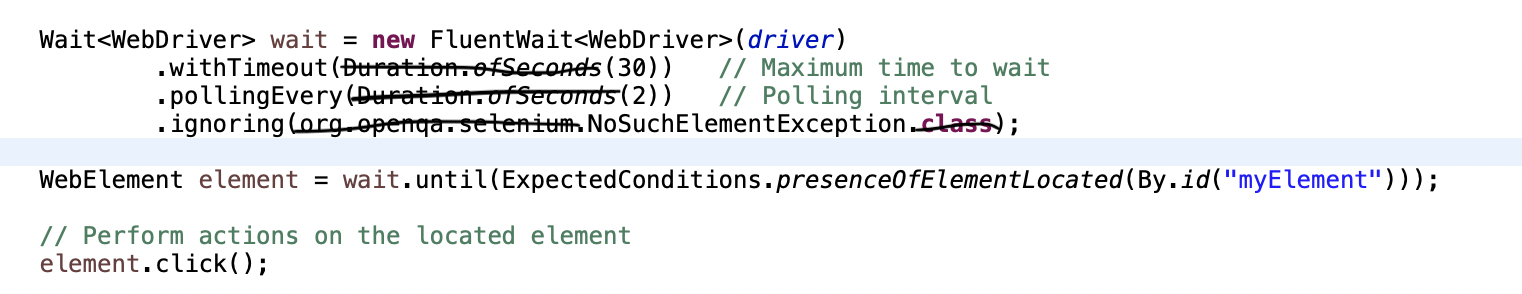 Wait<WebDriver> wait = new FluentWait<WebDriver>(driver)
.withTimeout(Duration.ofSeconds(30)) // Maximum time to wait
.pollingEvery(Duration.ofSeconds(2)) // Polling interval
.ignoring(org.openqa.selenium.NoSuchElementException.class);
WebElement element = wait.until(ExpectedConditions.presenceOfElementLocated(By.id("myElement")));
// Perform actions on the located element
element.click();